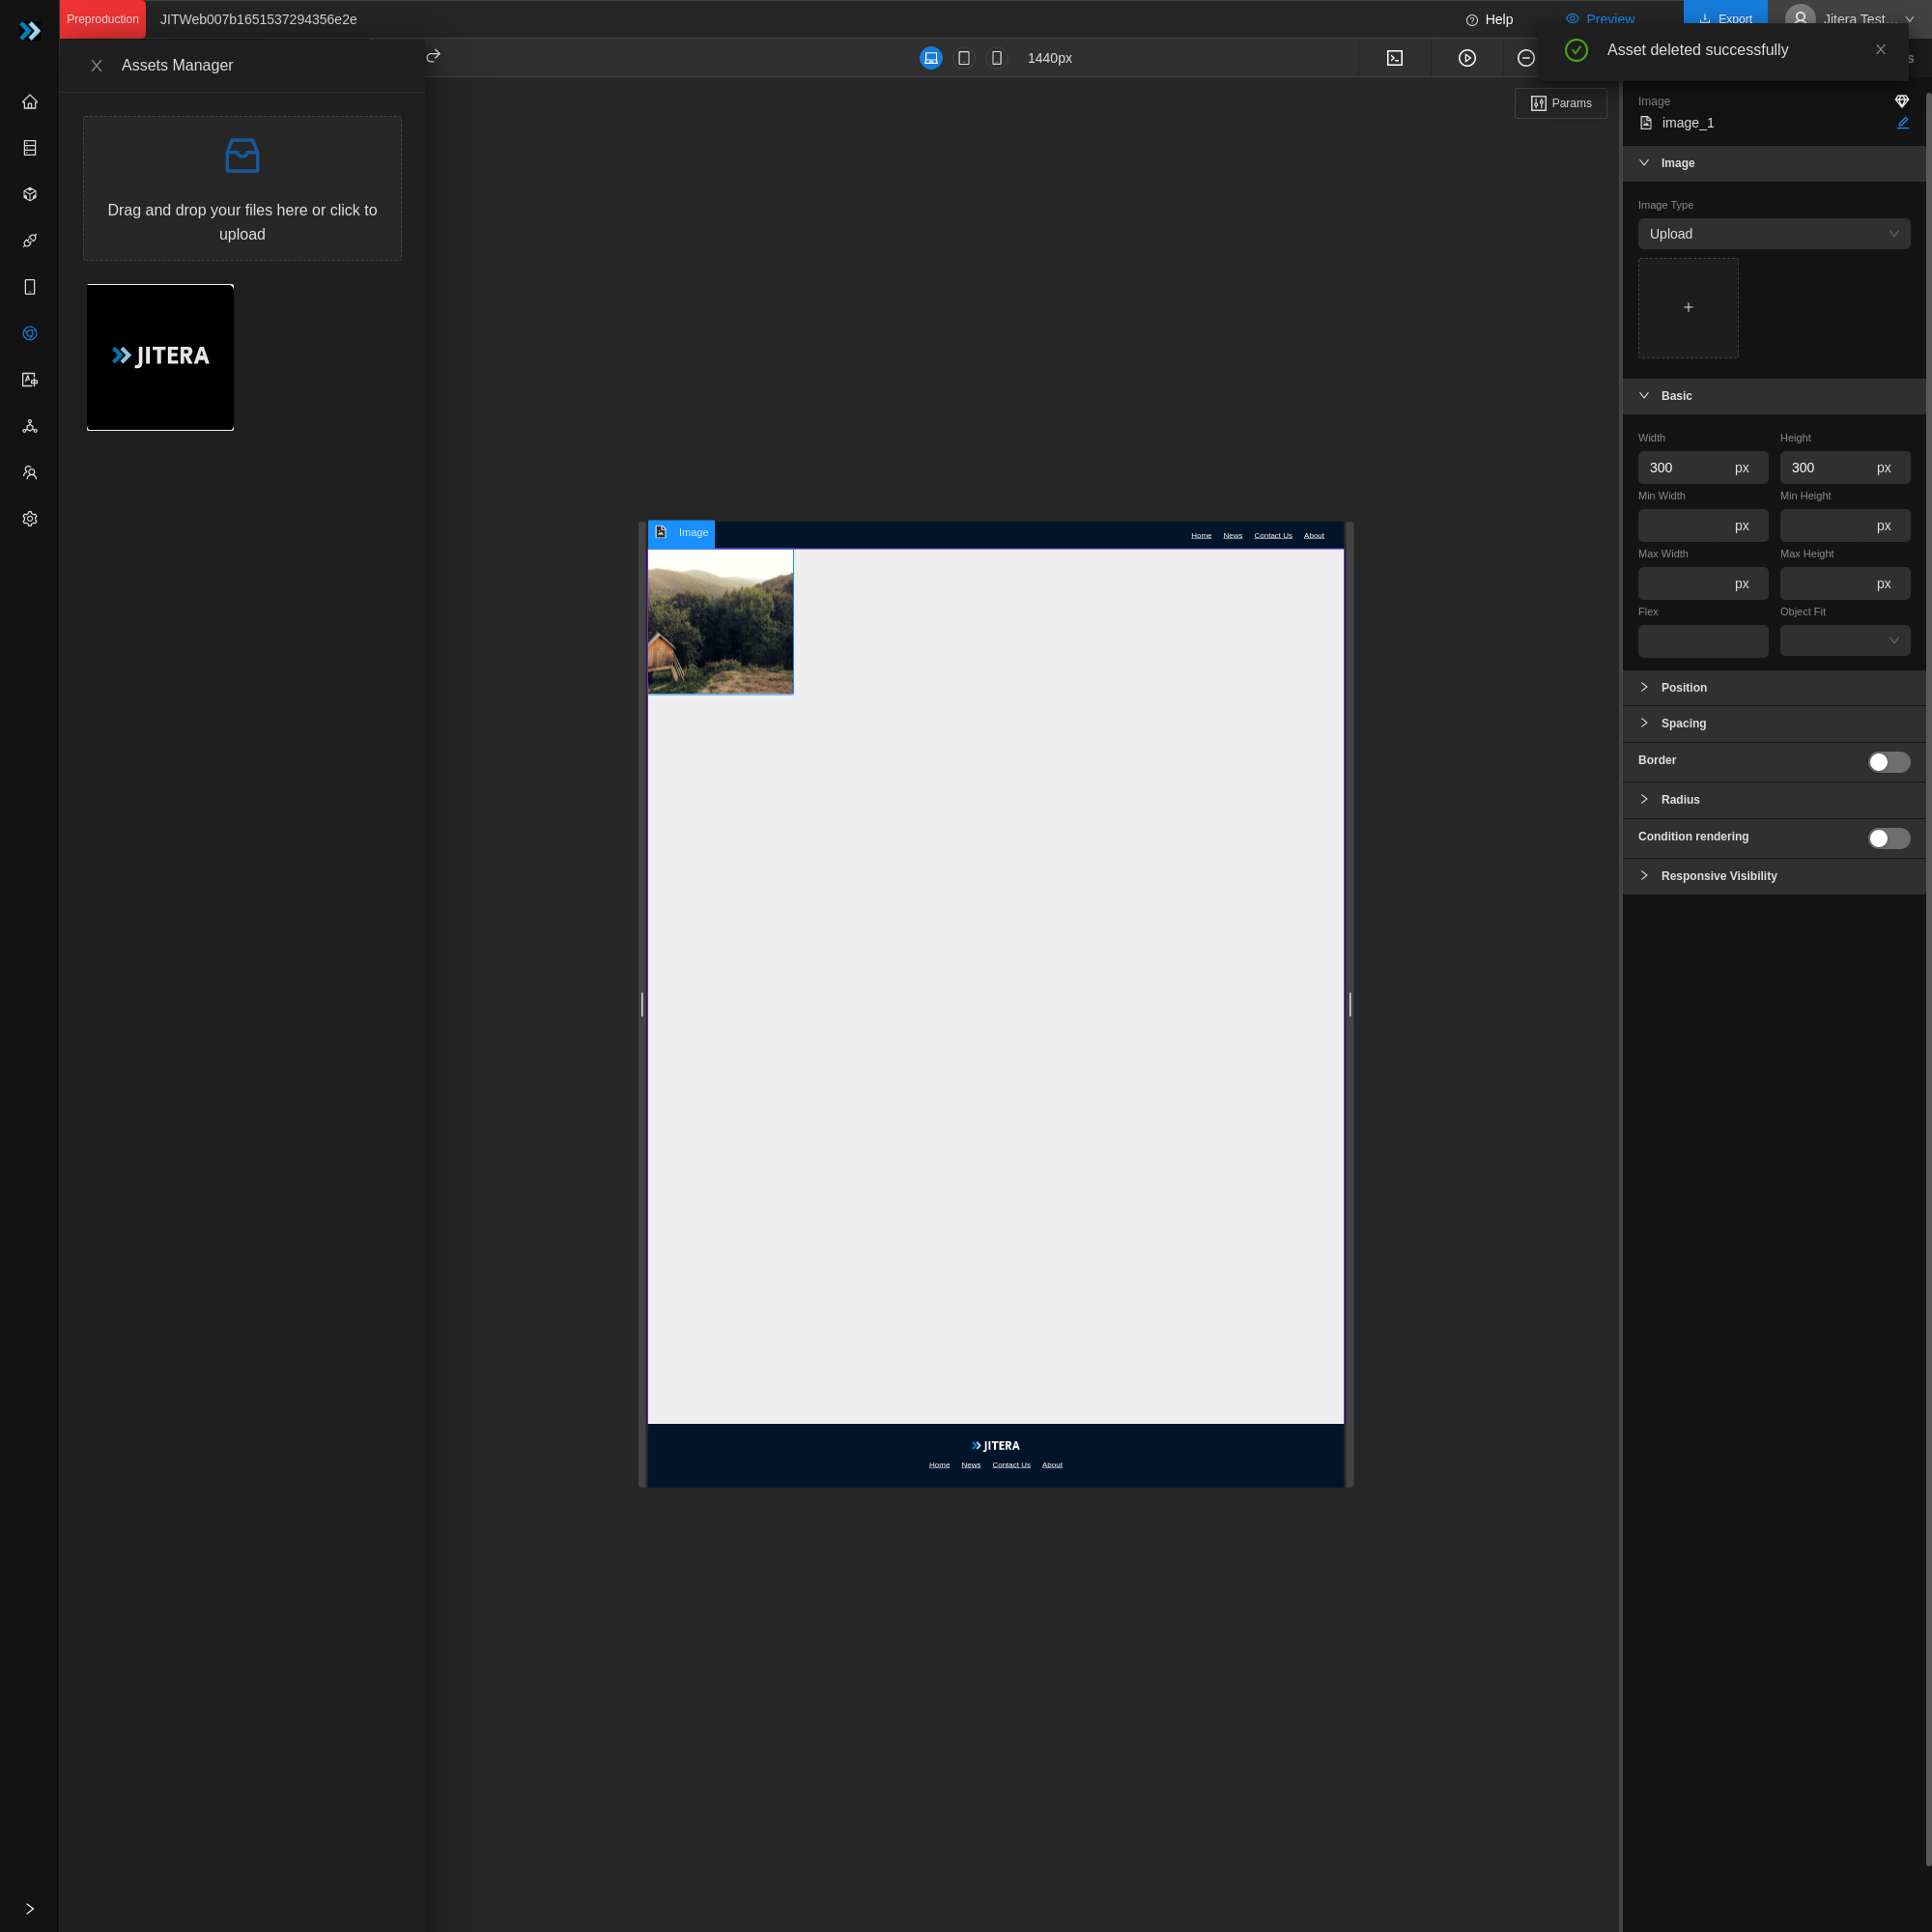 Preproduction
JITWeb007b1651537294356e2e
Help
Preview
Export
Jitera Test...
Asset deleted successfully
Assets Manager
1440px
Params
Drag and drop your files here or click to
upload
JITERA
Image
Home News Contact Us About
JITERA
Home News Contact Us About
Image
image_1
Image
Image Type
Upload
Basic
Width Height
300 px 300 px
Min Width Min Height
px px
Max Width Max Height
px px
Flex Object Fit
Position
Spacing
Border
Radius
Condition rendering
Responsive Visibility